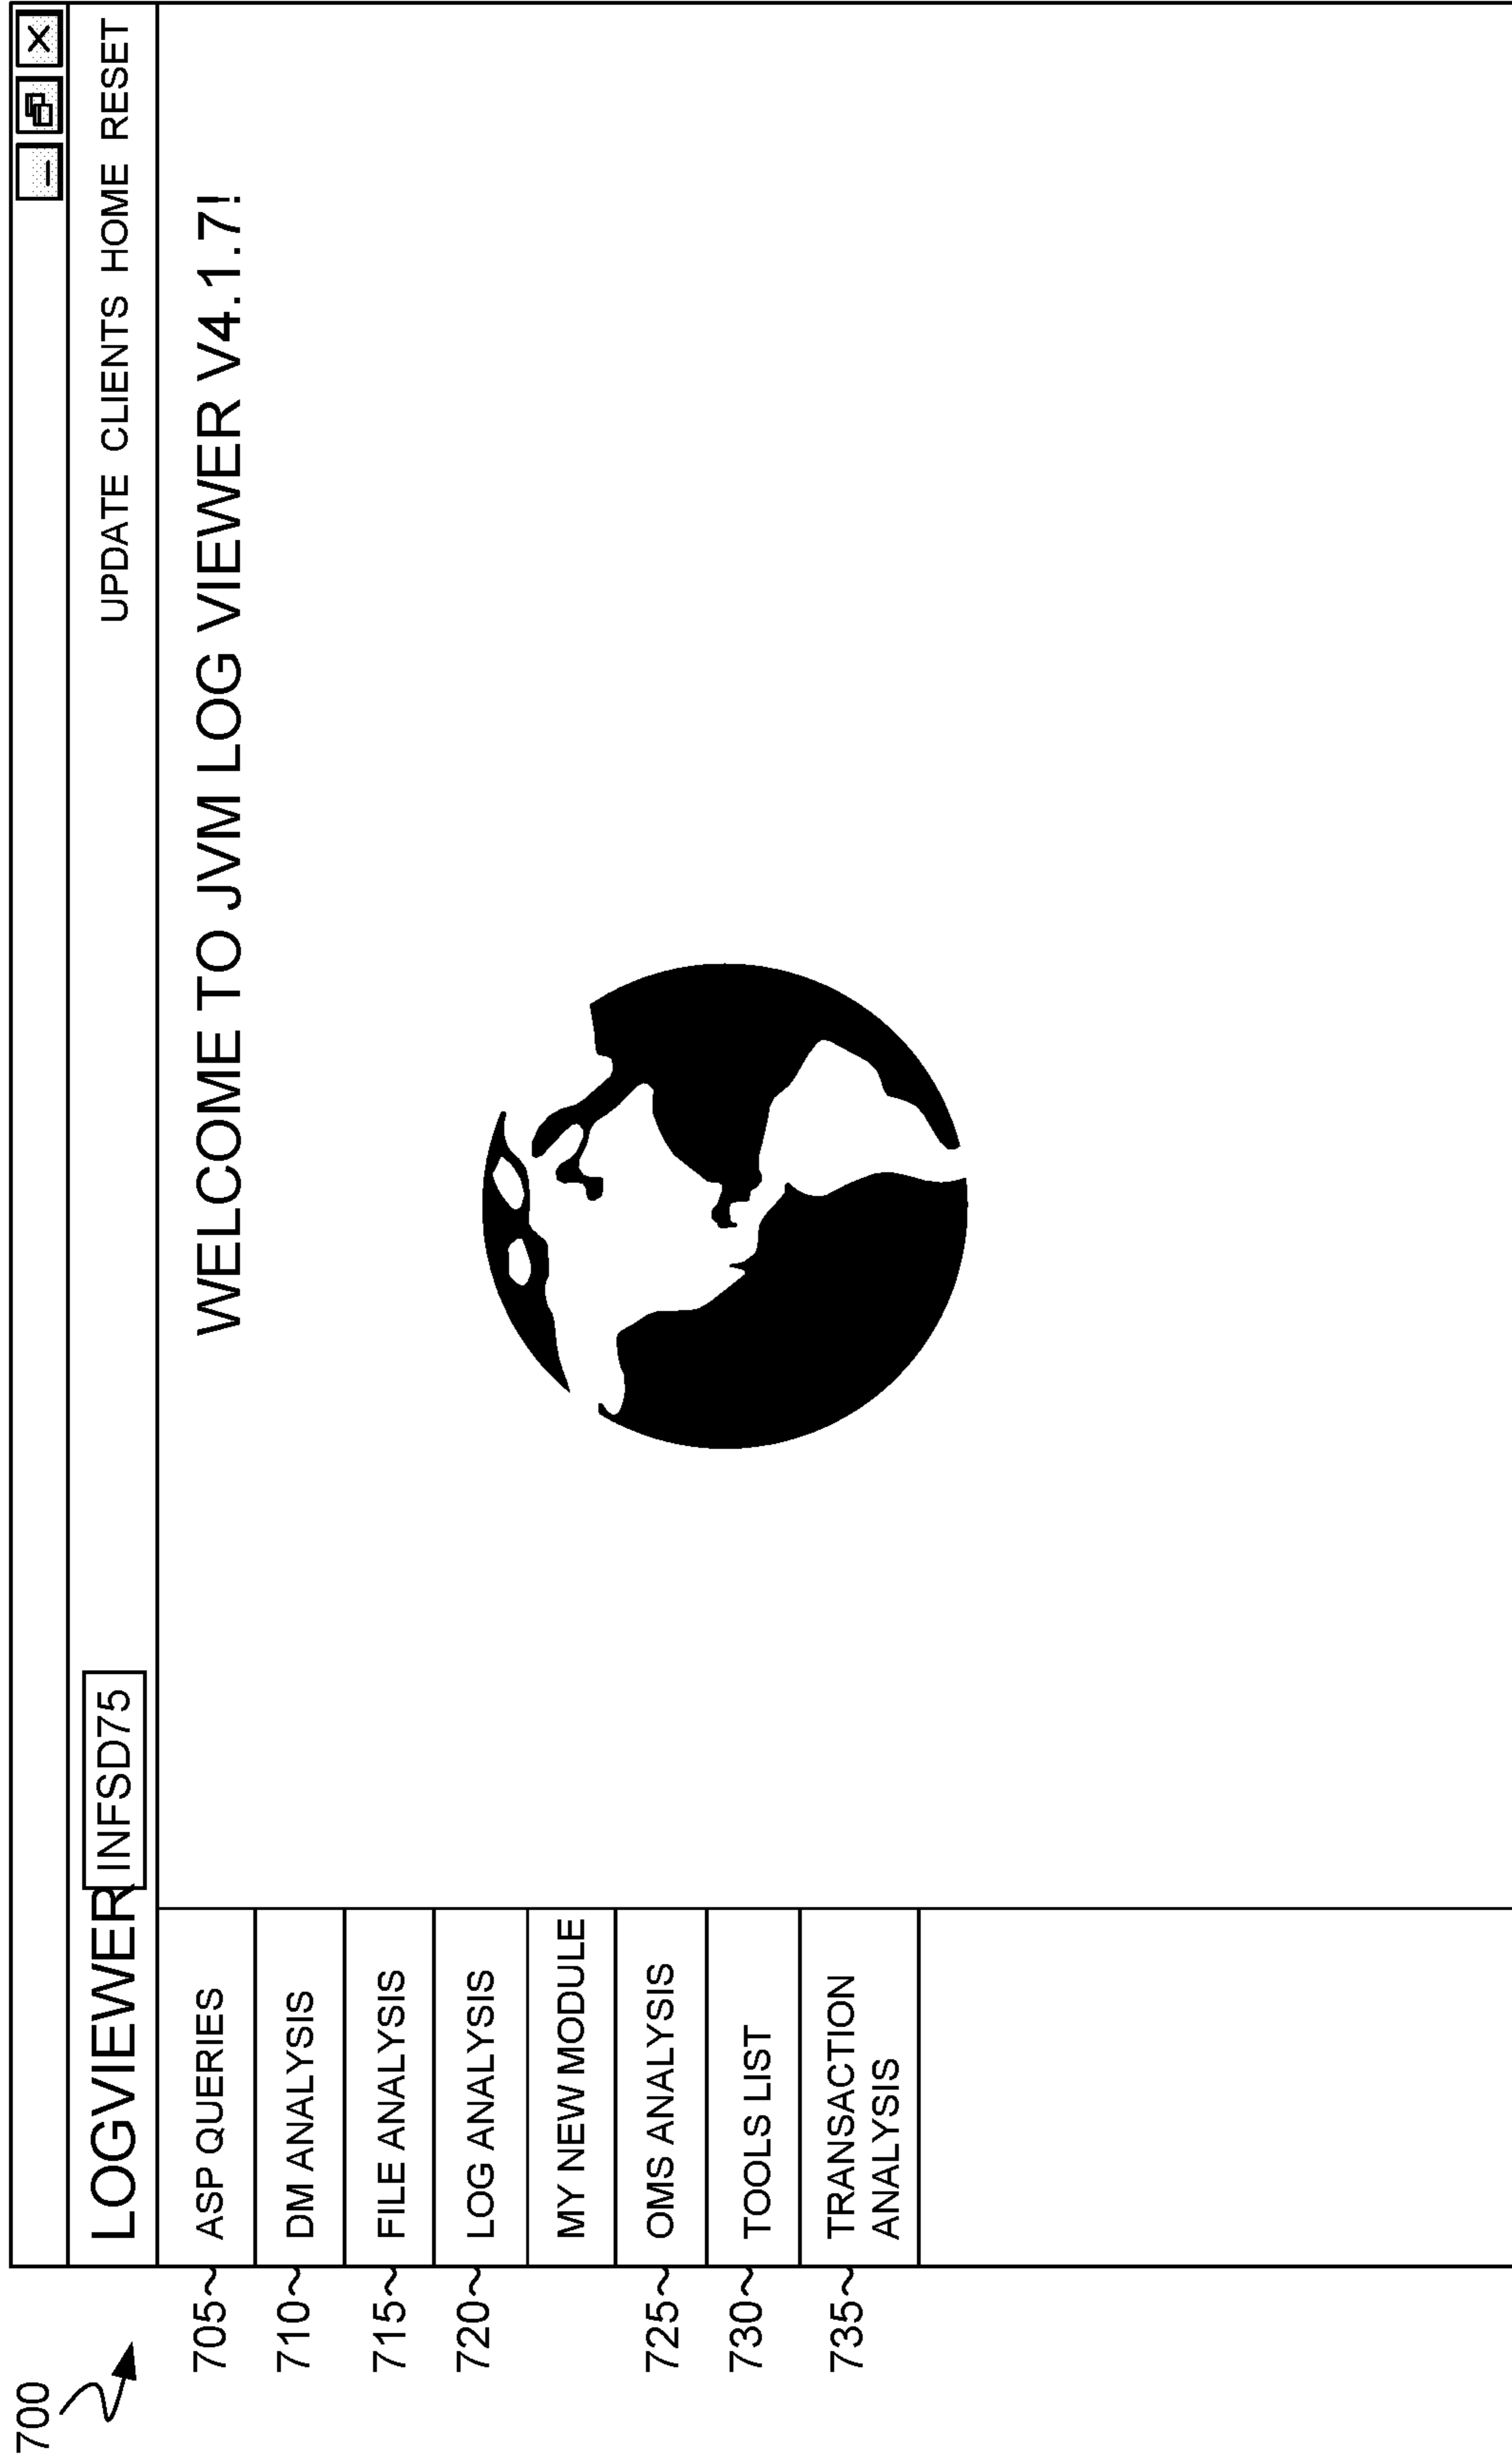 700
LOGVIEWER INFSD75
UPDATE CLIENTS HOME RESET
WELCOME TO JVM LOG VIEWER V4.1.7!
705 ASP QUERIES
710 DM ANALYSIS
715 FILE ANALYSIS
720 LOG ANALYSIS
MY NEW MODULE
725 OMS ANALYSIS
730 TOOLS LIST
735 TRANSACTION
ANALYSIS